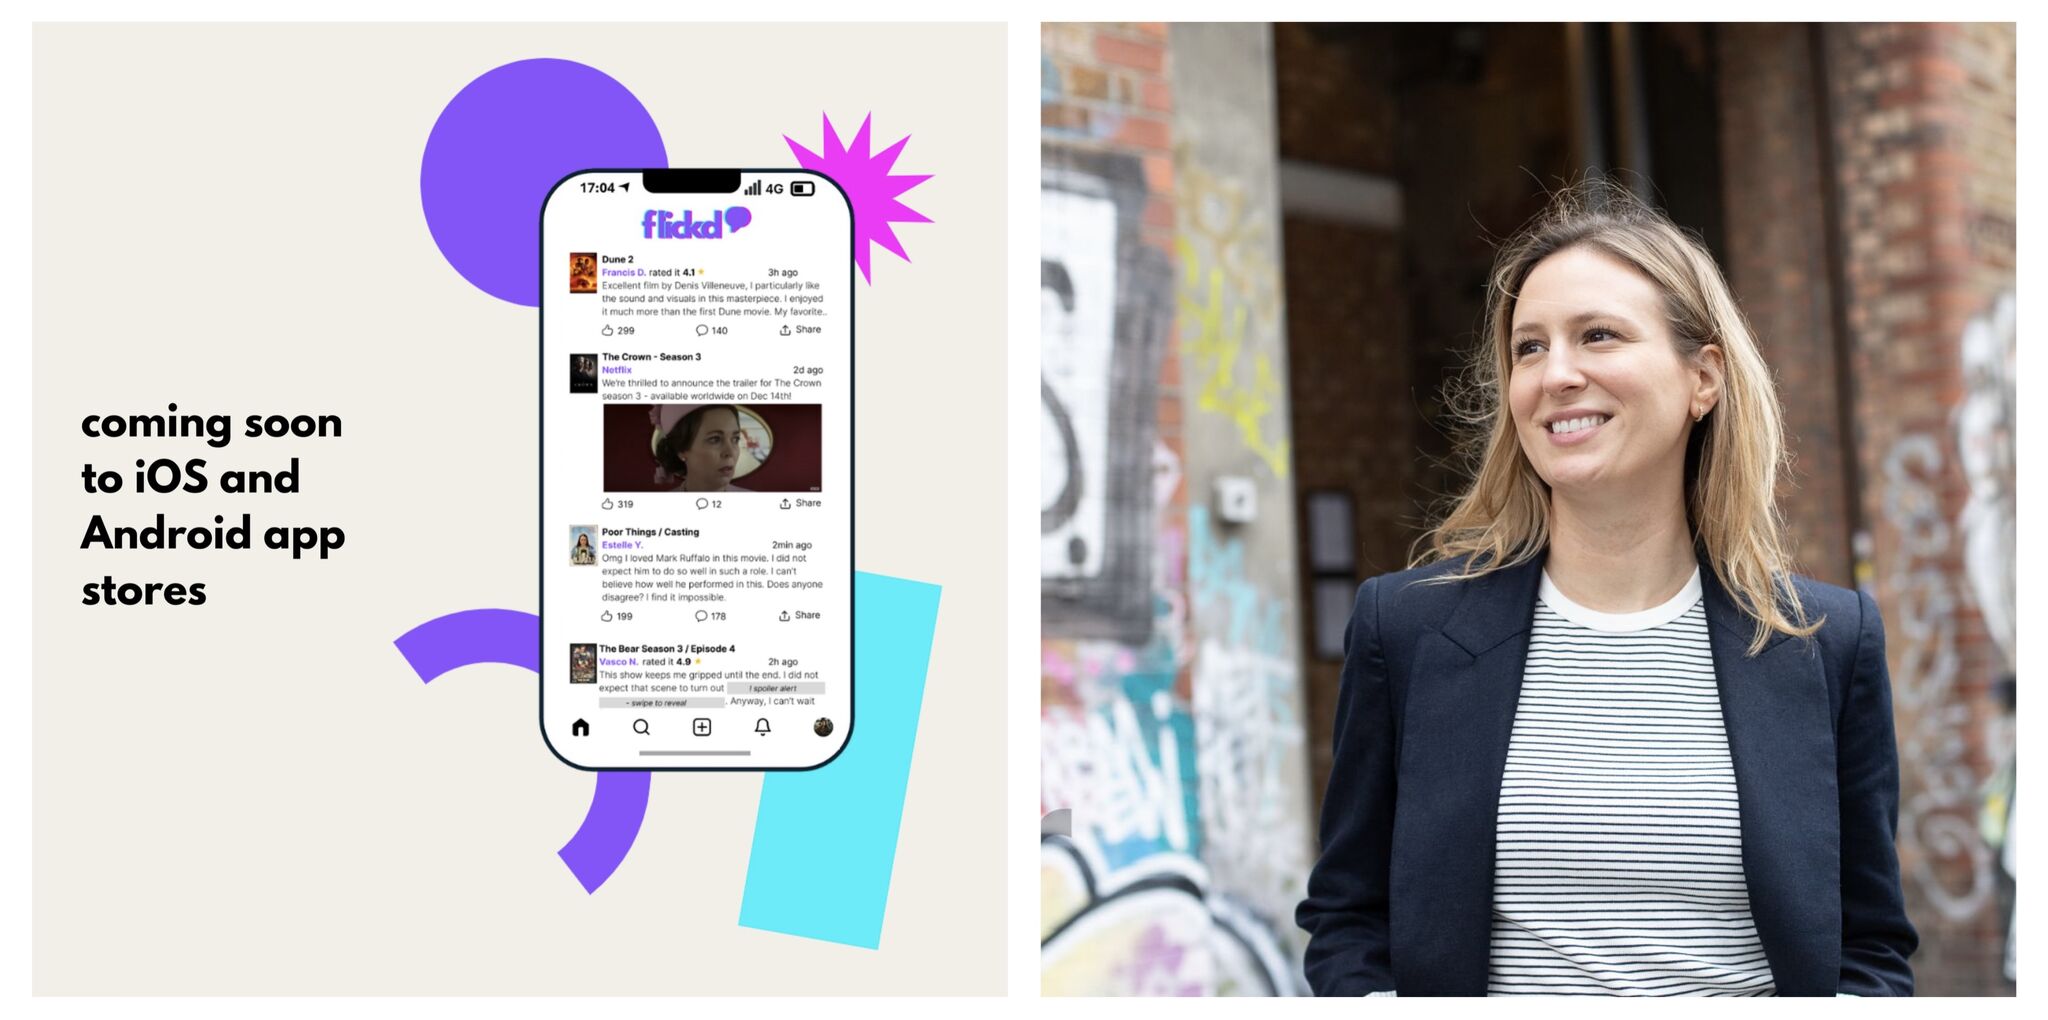 coming soon
to iOS and
Android app
stores
17:04
4G
flickd
Dune 2
Francis D. rated it 4.1
3h ago
Excellent film by Denis Villeneuve, I particularly like
the sound and visuals in this masterpiece. I enjoyed
it much more than the first Dune movie. My favorite..
299
140
Share
The Crown - Season 3
Netflix
2d ago
We're thrilled to announce the trailer for The Crown
season 3 - available worldwide on Dec 14th!
319
12
Share
Poor Things / Casting
Estelle Y.
2min ago
Omg I loved Mark Ruffalo in this movie. I did not
expect him to do so well in such a role. I can't
believe how well he performed in this. Does anyone
disagree? I find it impossible.
199
178
Share
The Bear Season 3 / Episode 4
Vasco N. rated it 4.9
2h ago
This show keeps me gripped until the end. I did not
expect that scene to turn out ! spoiler alert
- swipe to reveal . Anyway, I can't wait